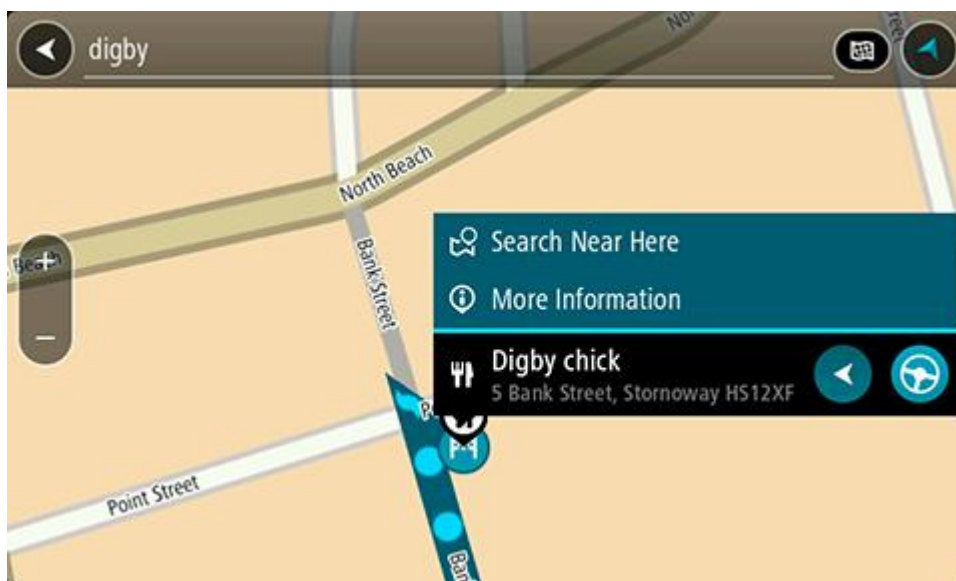 digby
North Beach
Bank Street
Search Near Here
More Information
Digby chick
5 Bank Street, Stornoway HS12XF
Point Street